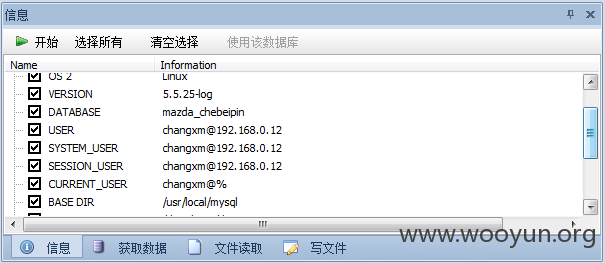 信息
开始 选择所有 清空选择 使用该数据库
Name Information
OS 2 Linux
VERSION 5.5.25-log
DATABASE mazda_chebeipin
USER changxm@192.168.0.12
SYSTEM_USER changxm@192.168.0.12
SESSION_USER changxm@192.168.0.12
CURRENT_USER changxm@%
BASE DIR /usr/local/mysql
www.wooyun.org
信息 获取数据 文件读取 写文件